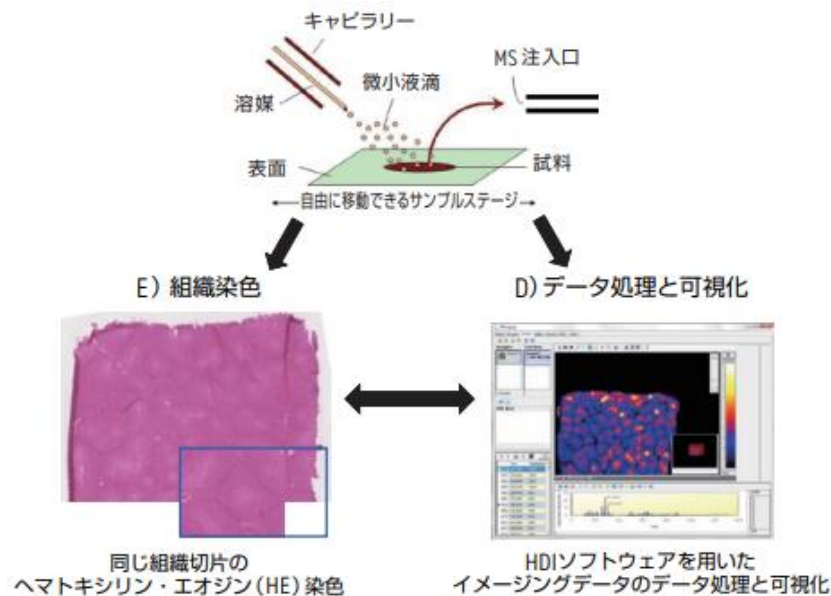 キャピラリー
MS注入口
微小液滴
溶媒
表面
試料
自由に移動できるサンプルステージ
E) 組織染色
D)データ処理と可視化
同じ組織切片の
ヘマトキシリン・エオジン(HE)染色
HDIソフトウェアを用いた
イメージングデータのデータ処理と可視化